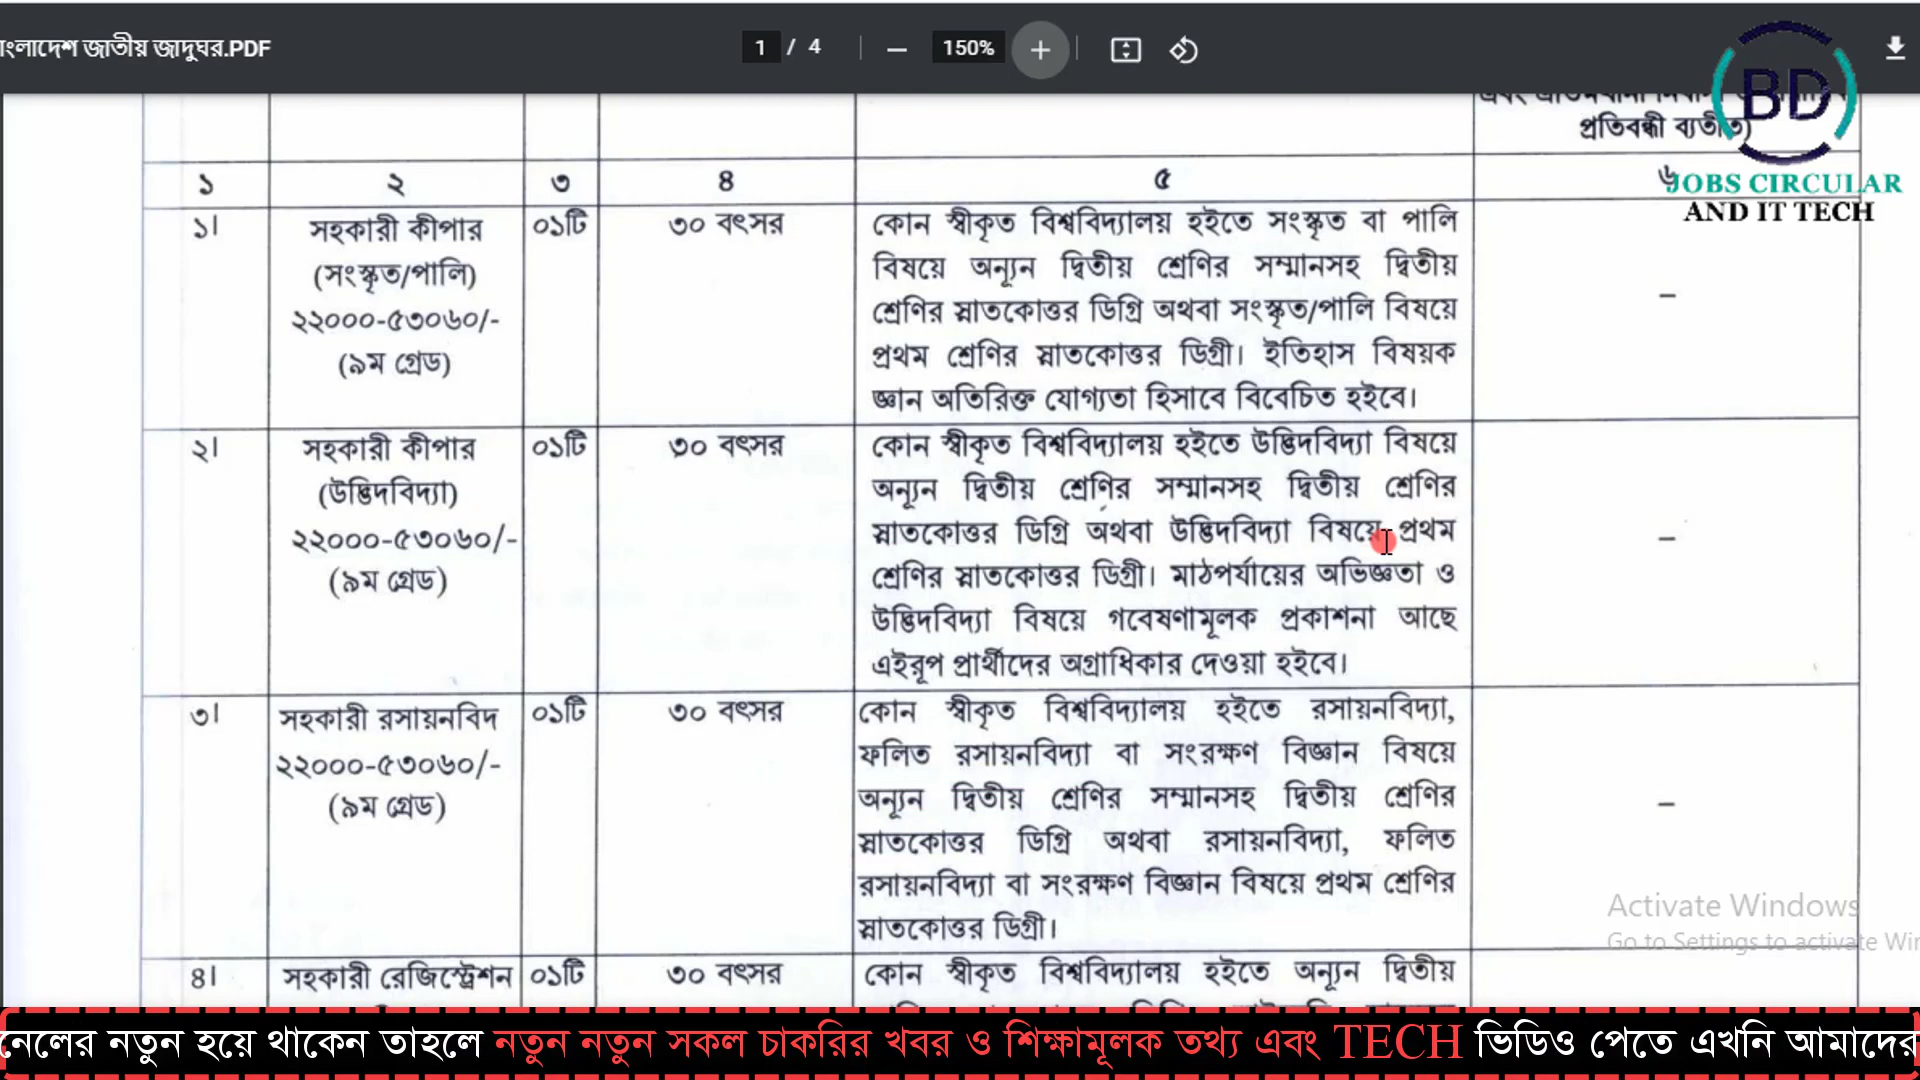 াংলাদেশ জাতীয় জাদুঘর.PDF
1 / 4
150%
BD
JOBS CIRCULAR
AND IT TECH
প্রতিবন্ধী ব্যতীত)
১ ২ ৩ ৪ ৫ ৬
১। সহকারী কীপার ০১টি ৩০ বৎসর কোন স্বীকৃত বিশ্ববিদ্যালয় হইতে সংস্কৃত বা পালি
(সংস্কৃত/পালি) বিষয়ে অন্যূন দ্বিতীয় শ্রেণির সম্মানসহ দ্বিতীয় –
২২০০০-৫৩০৬০/- শ্রেণির স্নাতকোত্তর ডিগ্রি অথবা সংস্কৃত/পালি বিষয়ে
(৯ম গ্রেড) প্রথম শ্রেণির স্নাতকোত্তর ডিগ্রী। ইতিহাস বিষয়ক
জ্ঞান অতিরিক্ত যোগ্যতা হিসাবে বিবেচিত হইবে।
২। সহকারী কীপার ০১টি ৩০ বৎসর কোন স্বীকৃত বিশ্ববিদ্যালয় হইতে উদ্ভিদবিদ্যা বিষয়ে
(উদ্ভিদবিদ্যা) অন্যূন দ্বিতীয় শ্রেণির সম্মানসহ দ্বিতীয় শ্রেণির
২২০০০-৫৩০৬০/- স্নাতকোত্তর ডিগ্রি অথবা উদ্ভিদবিদ্যা বিষয়ে প্রথম –
(৯ম গ্রেড) শ্রেণির স্নাতকোত্তর ডিগ্রী। মাঠপর্যায়ের অভিজ্ঞতা ও
উদ্ভিদবিদ্যা বিষয়ে গবেষণামূলক প্রকাশনা আছে
এইরূপ প্রার্থীদের অগ্রাধিকার দেওয়া হইবে।
৩। সহকারী রসায়নবিদ ০১টি ৩০ বৎসর কোন স্বীকৃত বিশ্ববিদ্যালয় হইতে রসায়নবিদ্যা,
২২০০০-৫৩০৬০/- ফলিত রসায়নবিদ্যা বা সংরক্ষণ বিজ্ঞান বিষয়ে
(৯ম গ্রেড) অন্যূন দ্বিতীয় শ্রেণির সম্মানসহ দ্বিতীয় শ্রেণির –
স্নাতকোত্তর ডিগ্রি অথবা রসায়নবিদ্যা, ফলিত
রসায়নবিদ্যা বা সংরক্ষণ বিজ্ঞান বিষয়ে প্রথম শ্রেণির
স্নাতকোত্তর ডিগ্রী।
৪। সহকারী রেজিস্ট্রেশন ০১টি ৩০ বৎসর কোন স্বীকৃত বিশ্ববিদ্যালয় হইতে অন্যূন দ্বিতীয়
Activate Windows
Go to Settings to activate Wi
নেলের নতুন হয়ে থাকেন তাহলে নতুন নতুন সকল চাকরির খবর ও শিক্ষামূলক তথ্য এবং TECH ভিডিও পেতে এখনি আমাদের